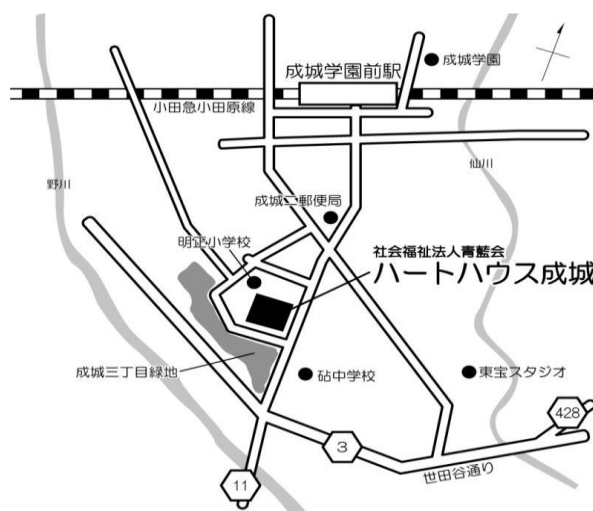 成城学園前駅
成城学園
小田急小田原線
野川
仙川
成城二郵便局
明正小学校
社会福祉法人青藍会
ハートハウス成城
成城三丁目緑地
砧中学校
東宝スタジオ
428
3
世田谷通り
11